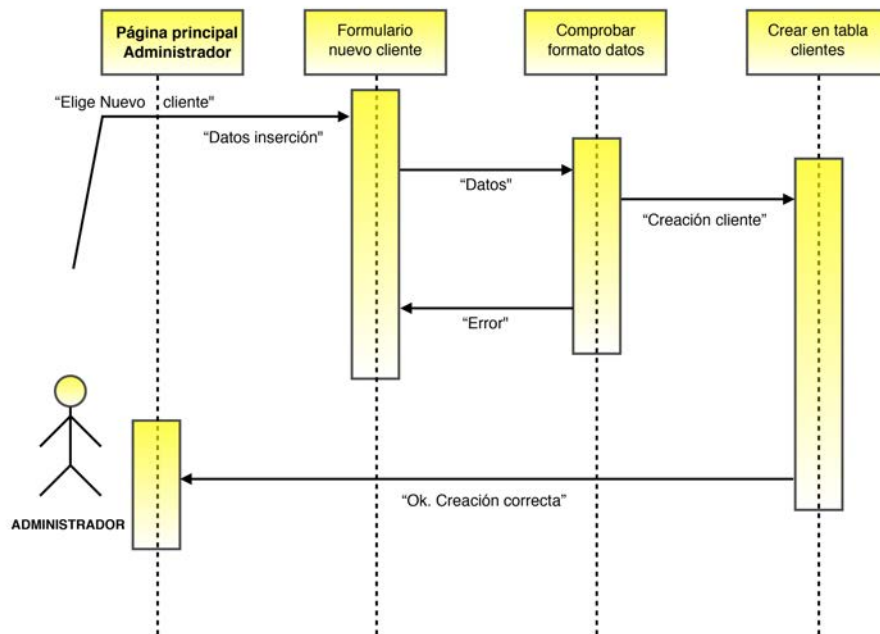 Página principal
Administrador
Formulario
nuevo cliente
Comprobar
formato datos
Crear en tabla
clientes
“Elige Nuevo cliente"
“Datos inserción"
“Datos"
“Creación cliente”
“Error"
“Ok. Creación correcta”
ADMINISTRADOR